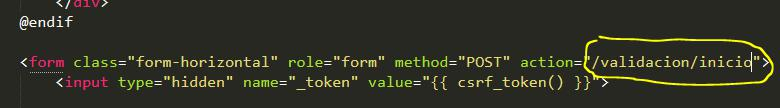 </div>
@endif
<form class="form-horizontal" role="form" method="POST" action="/validacion/inicio">
<input type="hidden" name="_token" value="{{ csrf_token() }}">